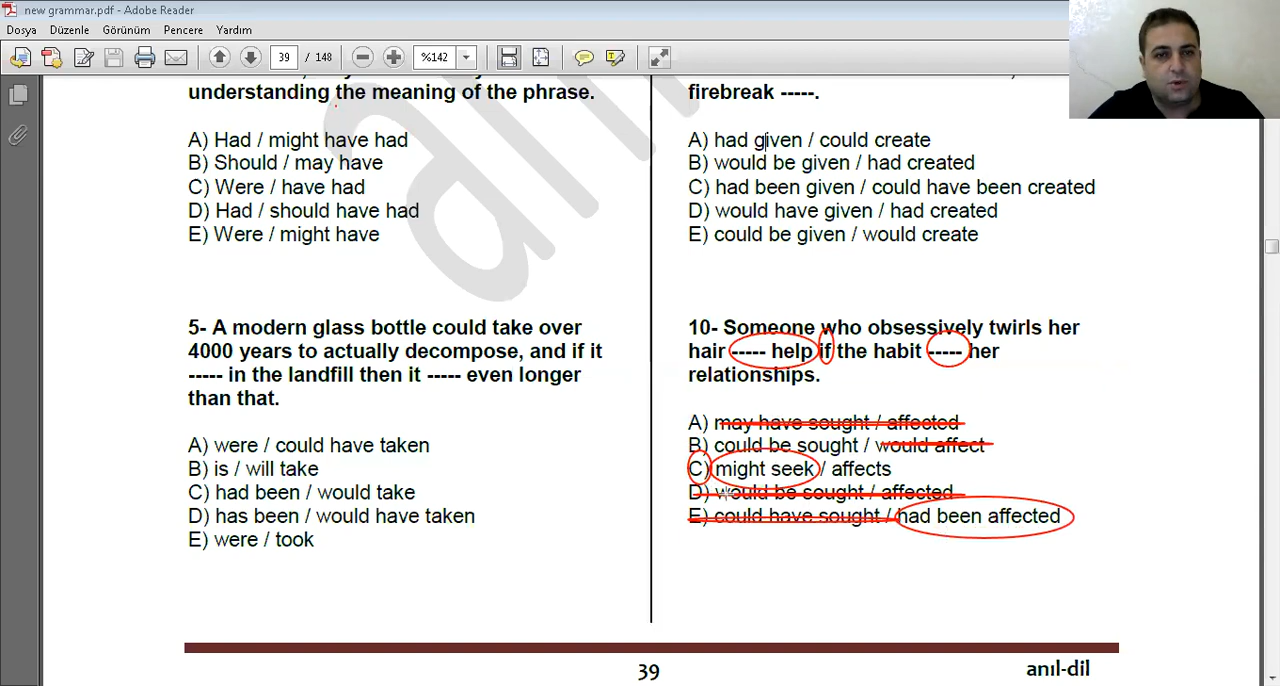 new grammar.pdf - Adobe Reader
Dosya Düzenle Görünüm Pencere Yardım
39 / 148 %142
understanding the meaning of the phrase.
A) Had / might have had
B) Should / may have
C) Were / have had
D) Had / should have had
E) Were / might have
5- A modern glass bottle could take over
4000 years to actually decompose, and if it
----- in the landfill then it ----- even longer
than that.
A) were / could have taken
B) is / will take
C) had been / would take
D) has been / would have taken
E) were / took
firebreak -----.
A) had given / could create
B) would be given / had created
C) had been given / could have been created
D) would have given / had created
E) could be given / would create
10- Someone who obsessively twirls her
hair ----- help if the habit ----- her
relationships.
A) may have sought / affected
B) could be sought / would affect
C) might seek / affects
D) would be sought / affected
E) could have sought / had been affected
39
anıl-dil